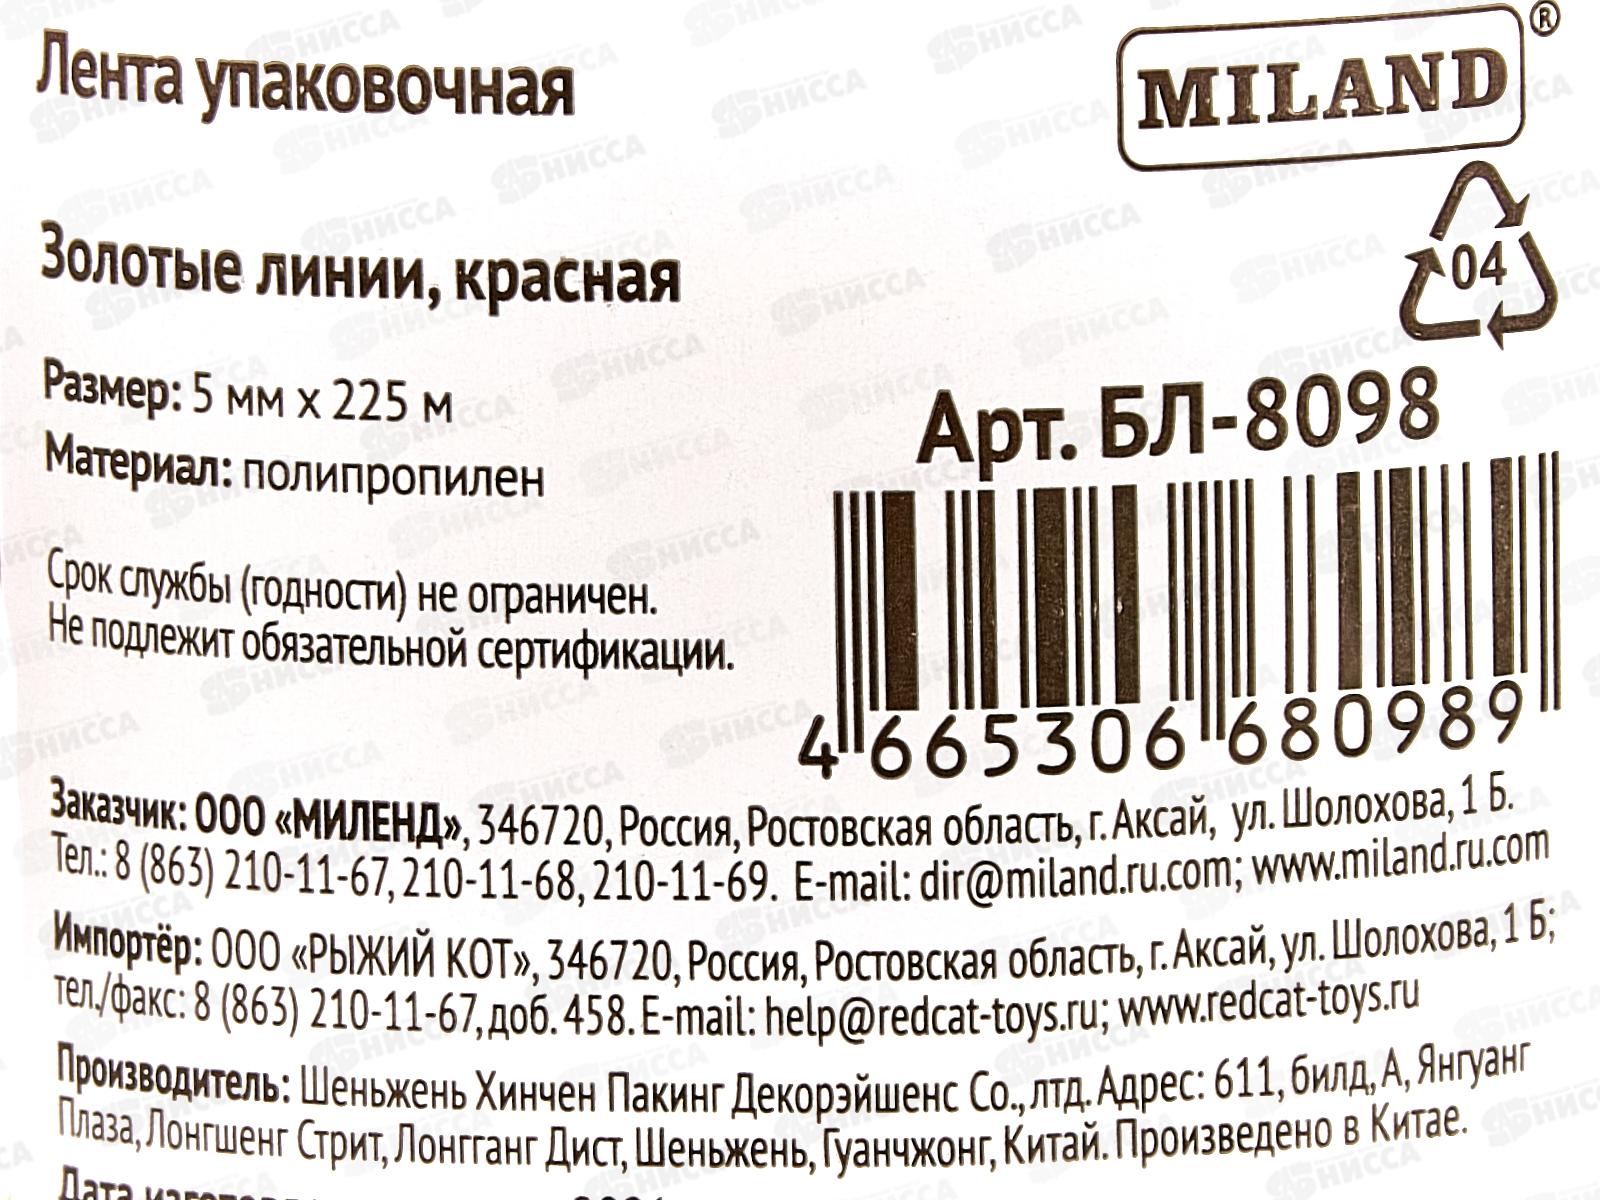 Лента упаковочная
MILAND®
Золотые линии, красная
04
Размер: 5 мм х 225 м
Материал: полипропилен
Арт. БЛ-8098
Срок службы (годности) не ограничен.
Не подлежит обязательной сертификации.
4 665306 680989
Заказчик: ООО «МИЛЕНД», 346720, Россия, Ростовская область, г. Аксай, ул. Шолохова, 1 Б.
Тел.: 8 (863) 210-11-67, 210-11-68, 210-11-69. E-mail: dir@miland.ru.com; www.miland.ru.com
Импортёр: ООО «РЫЖИЙ КОТ», 346720, Россия, Ростовская область, г. Аксай, ул. Шолохова, 1 Б;
тел./факс: 8 (863) 210-11-67, доб. 458. E-mail: help@redcat-toys.ru; www.redcat-toys.ru
Производитель: Шеньжень Хинчен Пакинг Декорэйшенс Со., лтд. Адрес: 611, билд, А, Янгуанг
Плаза, Лонгшенг Стрит, Лонгганг Дист, Шеньжень, Гуанчжонг, Китай. Произведено в Китае.
Дата
НИССА